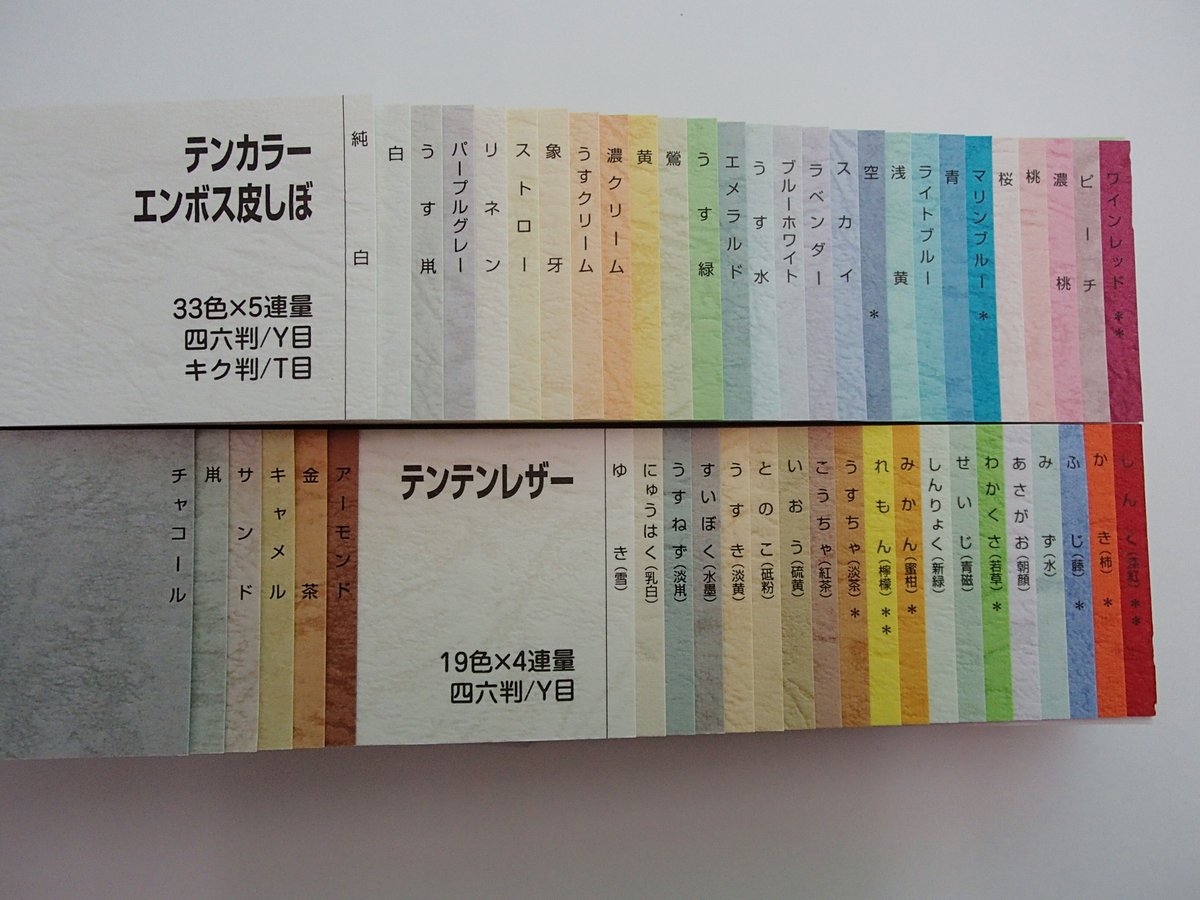 テンカラー
エンボス皮しぼ
33色×5連量
四六判/Y目
キク判/T目
純白
白
うす鼡
パープルグレー
リネン
ストロー
象牙
うすクリーム
濃クリーム
黄
鶯
うす緑
エメラルド
うす水
ブルーホワイト
ラベンダー
スカイ
空*
浅黄
ライトブルー
青
マリンブルー*
桜
桃
濃桃
ピーチ
ワインレッド**
チャコール
鼡
サンド
キャメル
金茶
アーモンド
テンテンレザー
19色×4連量
四六判/Y目
ゆき(雪)
にゅうはく(乳白)
うすねず(淡鼡)
すいぼく(水墨)
うすき(淡黄)
とのこ(砥粉)
いおう(硫黄)
こうちゃ(紅茶)
うすちゃ(淡茶)*
れもん(檸檬)**
みかん(蜜柑)*
しんりょく(新緑)
せいじ(青磁)
わかくさ(若草)*
あさがお(朝顔)
みず(水)
ふじ(藤)*
かき(柿)*
しんく(深紅)**